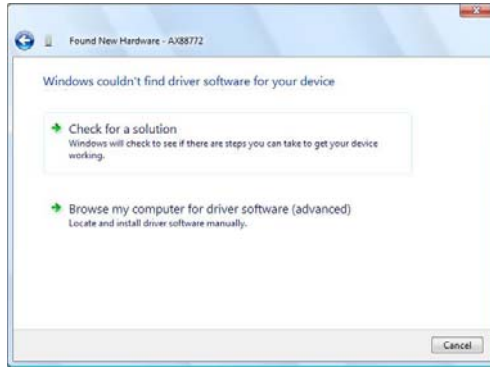 Found New Hardware - AX88772
Windows couldn't find driver software for your device
Check for a solution
Windows will check to see if there are steps you can take to get your device
working.
Browse my computer for driver software (advanced)
Locate and install driver software manually.
Cancel